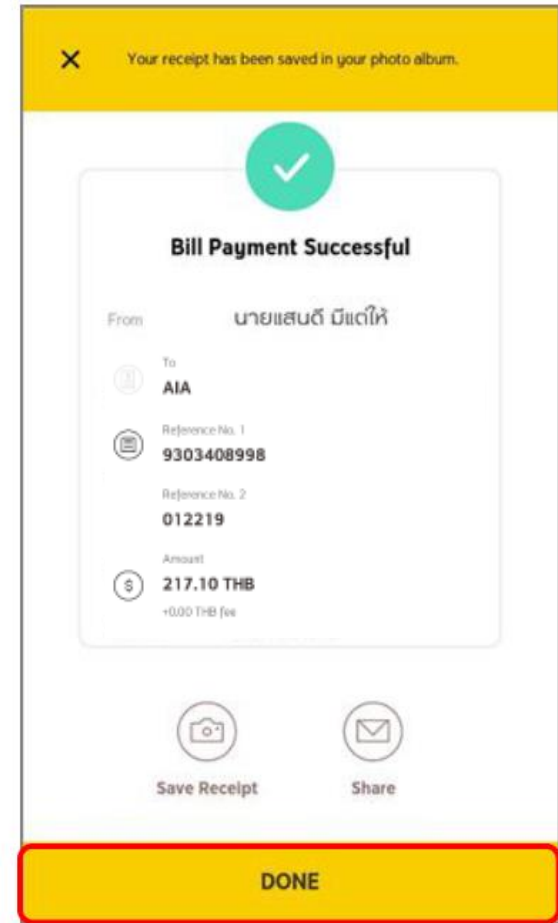 Your receipt has been saved in your photo album.
Bill Payment Successful
From นายแสนดี มีแต่ให้
To
AIA
Reference No. 1
9303408998
Reference No. 2
012219
Amount
217.10 THB
+0.00 THB fee
Save Receipt Share
DONE